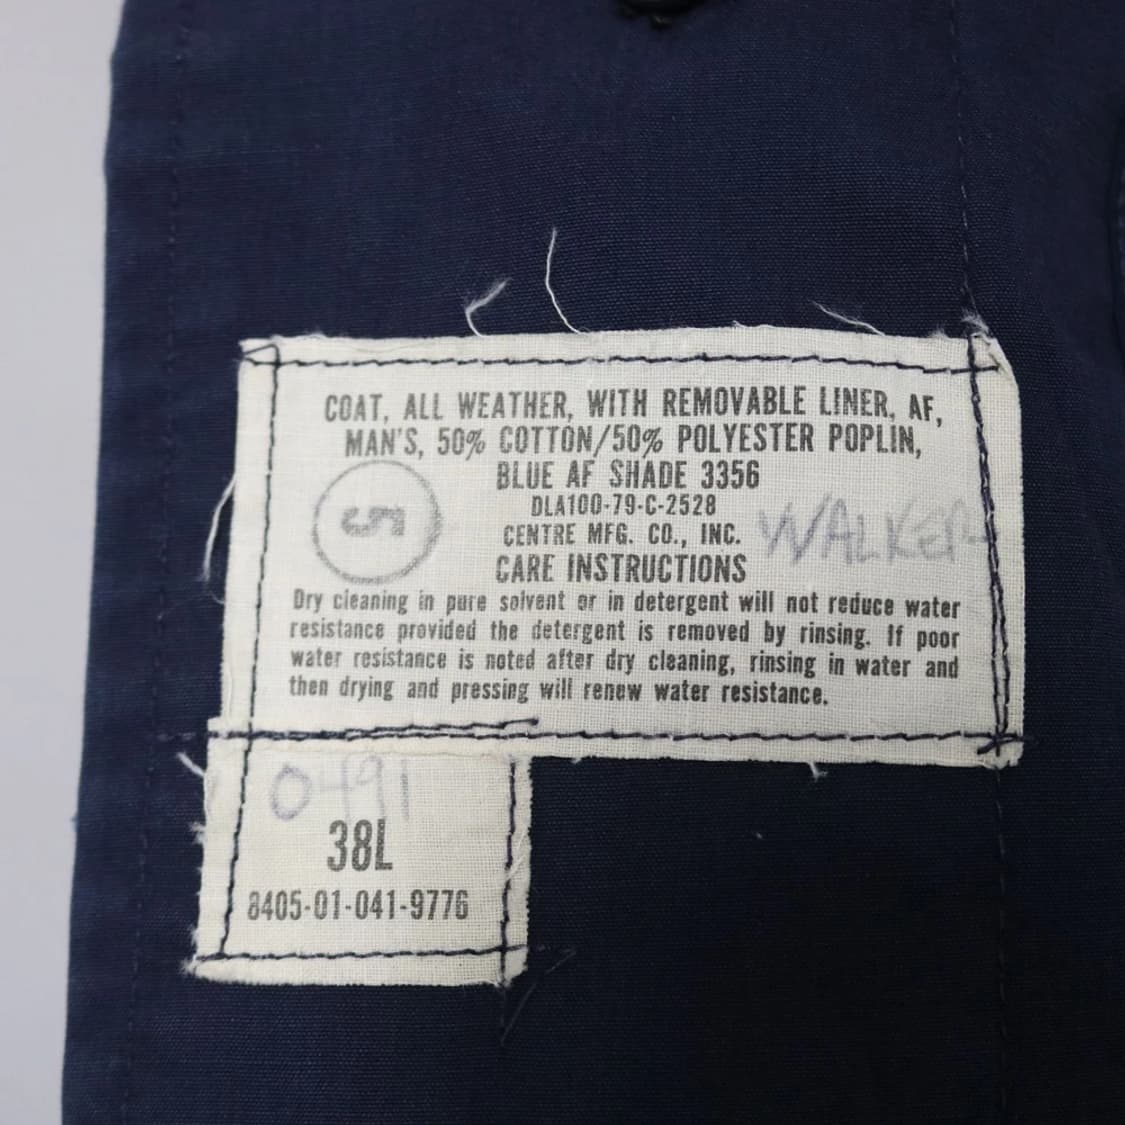 COAT, ALL WEATHER, WITH REMOVABLE LINER, AF,
MAN'S, 50% COTTON/50% POLYESTER POPLIN,
BLUE AF SHADE 3356
DLA100-79-C-2528
CENTRE MFG. CO., INC.
5
WALKER
CARE INSTRUCTIONS
Dry cleaning in pure solvent or in detergent will not reduce water
resistance provided the detergent is removed by rinsing. If poor
water resistance is noted after dry cleaning, rinsing in water and
then drying and pressing will renew water resistance.
0491
38L
8405-01-041-9776